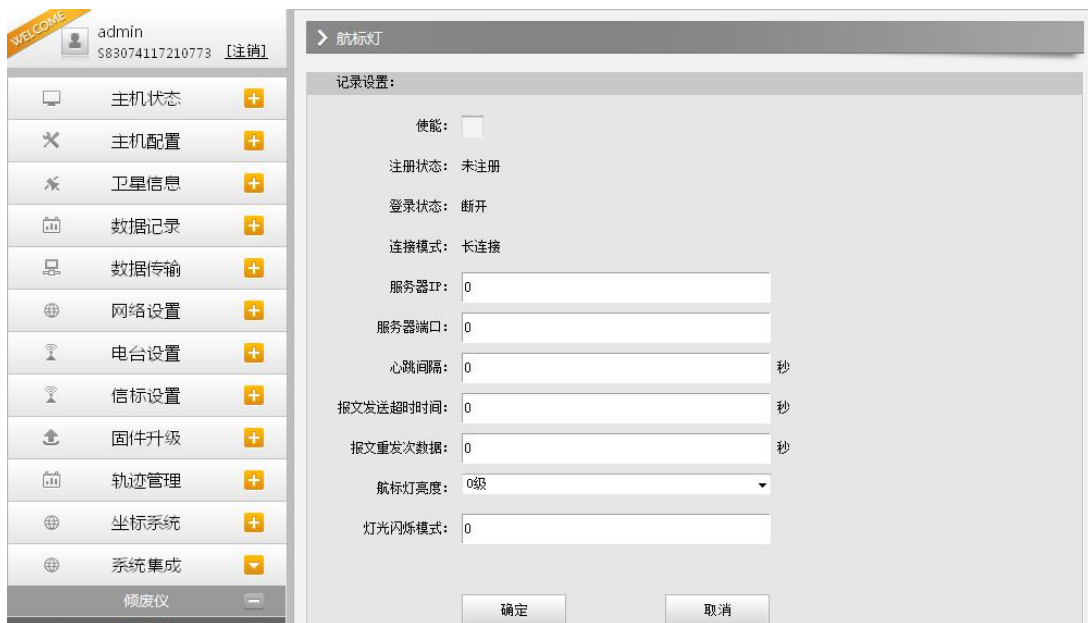 WELCOME
admin
S83074117210773 [注销]
主机状态
主机配置
卫星信息
数据记录
数据传输
网络设置
电台设置
信标设置
固件升级
轨迹管理
坐标系统
系统集成
倾废仪
航标灯
记录设置:
使能:
注册状态: 未注册
登录状态: 断开
连接模式: 长连接
服务器IP: 0
服务器端口: 0
心跳间隔: 0 秒
报文发送超时时间: 0 秒
报文重发次数据: 0 秒
航标灯亮度: 0级
灯光闪烁模式: 0
确定 取消